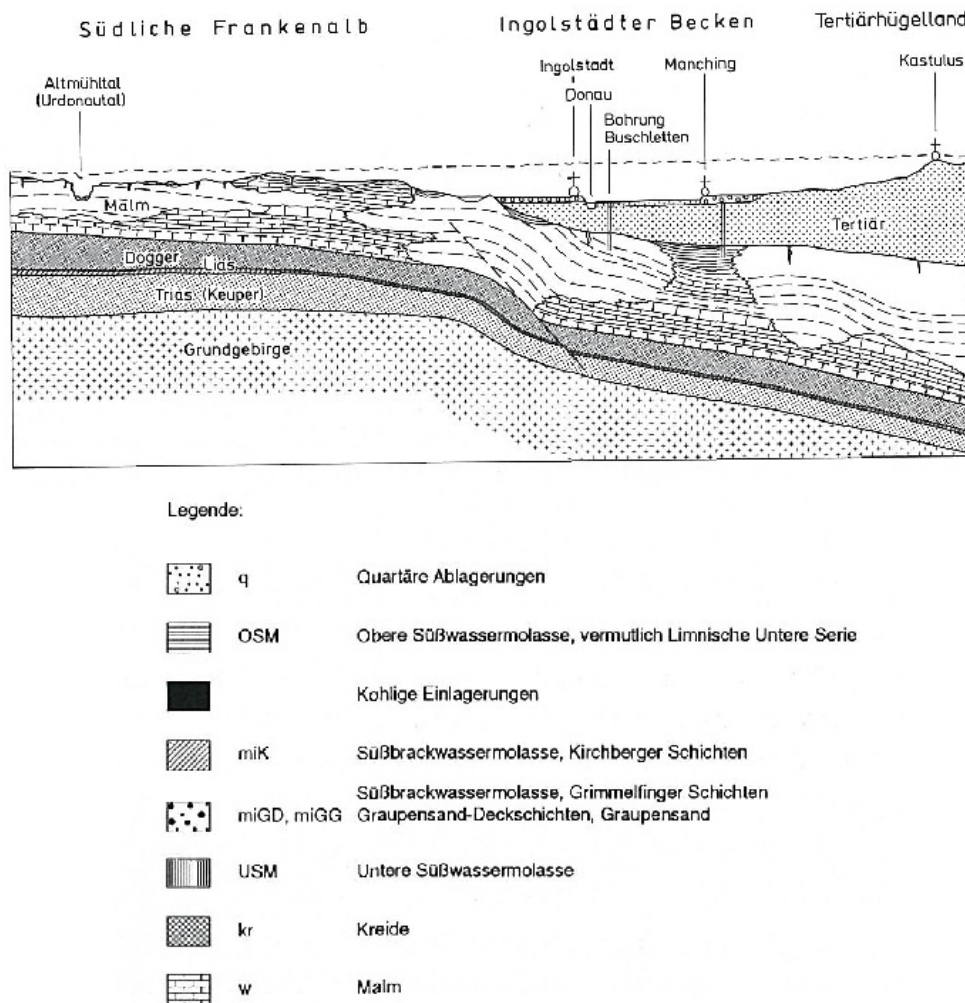 Südliche Frankenalb
Ingolstädter Becken
Tertiärhügelland
Altmühltal
(Urdonautal)
Ingolstadt
Donau
Bohrung
Buschletten
Manching
Kastulus
Malm
Dogger
Lias
Trias (Keuper)
Grundgebirge
Tertiär
Legende:
q Quartäre Ablagerungen
OSM Obere Süßwassermolasse, vermutlich Limnische Untere Serie
Kohlige Einlagerungen
miK Süßbrackwassermolasse, Kirchberger Schichten
Süßbrackwassermolasse, Grimmelfinger Schichten
miGD, miGG Graupensand-Deckschichten, Graupensand
USM Untere Süßwassermolasse
kr Kreide
w Malm